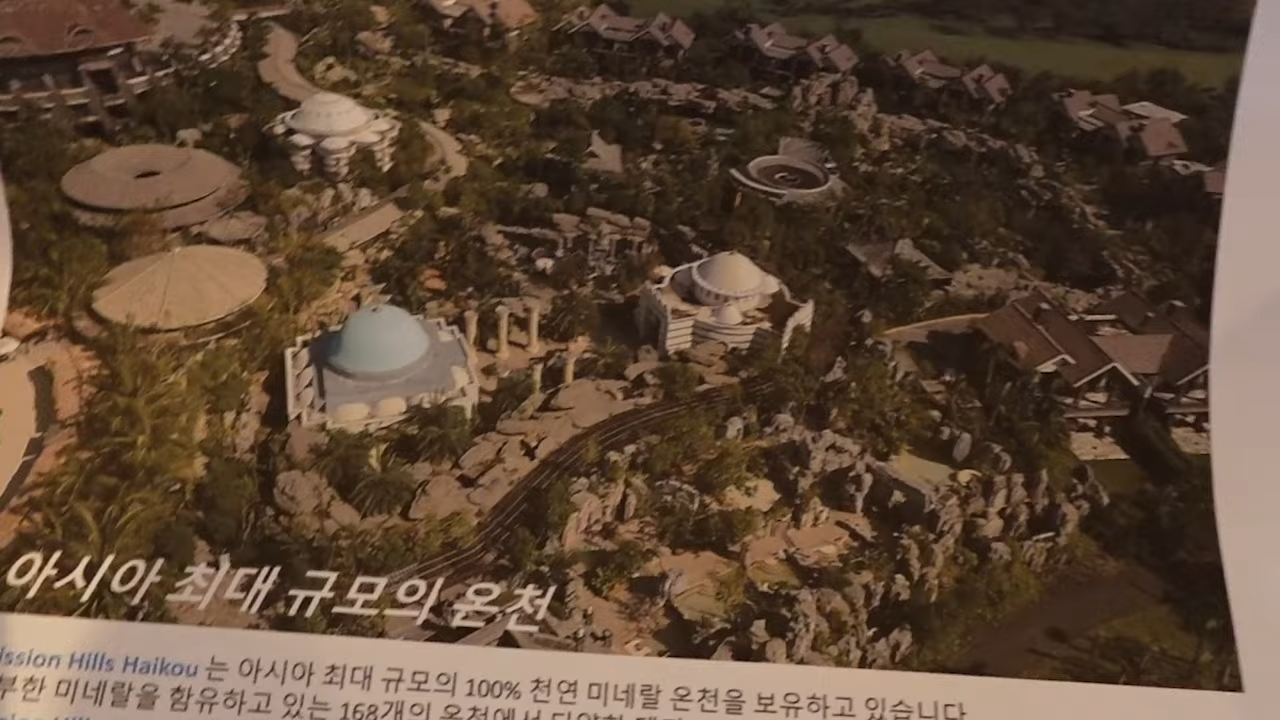 아시아 최대 규모의 온천
ission Hills Haikou 는 아시아 최대 규모의 100% 천연 미네랄 온천을 보유하고 있습니다
부한 미네랄을 함유하고 있는 168개의 온천에서 다양한